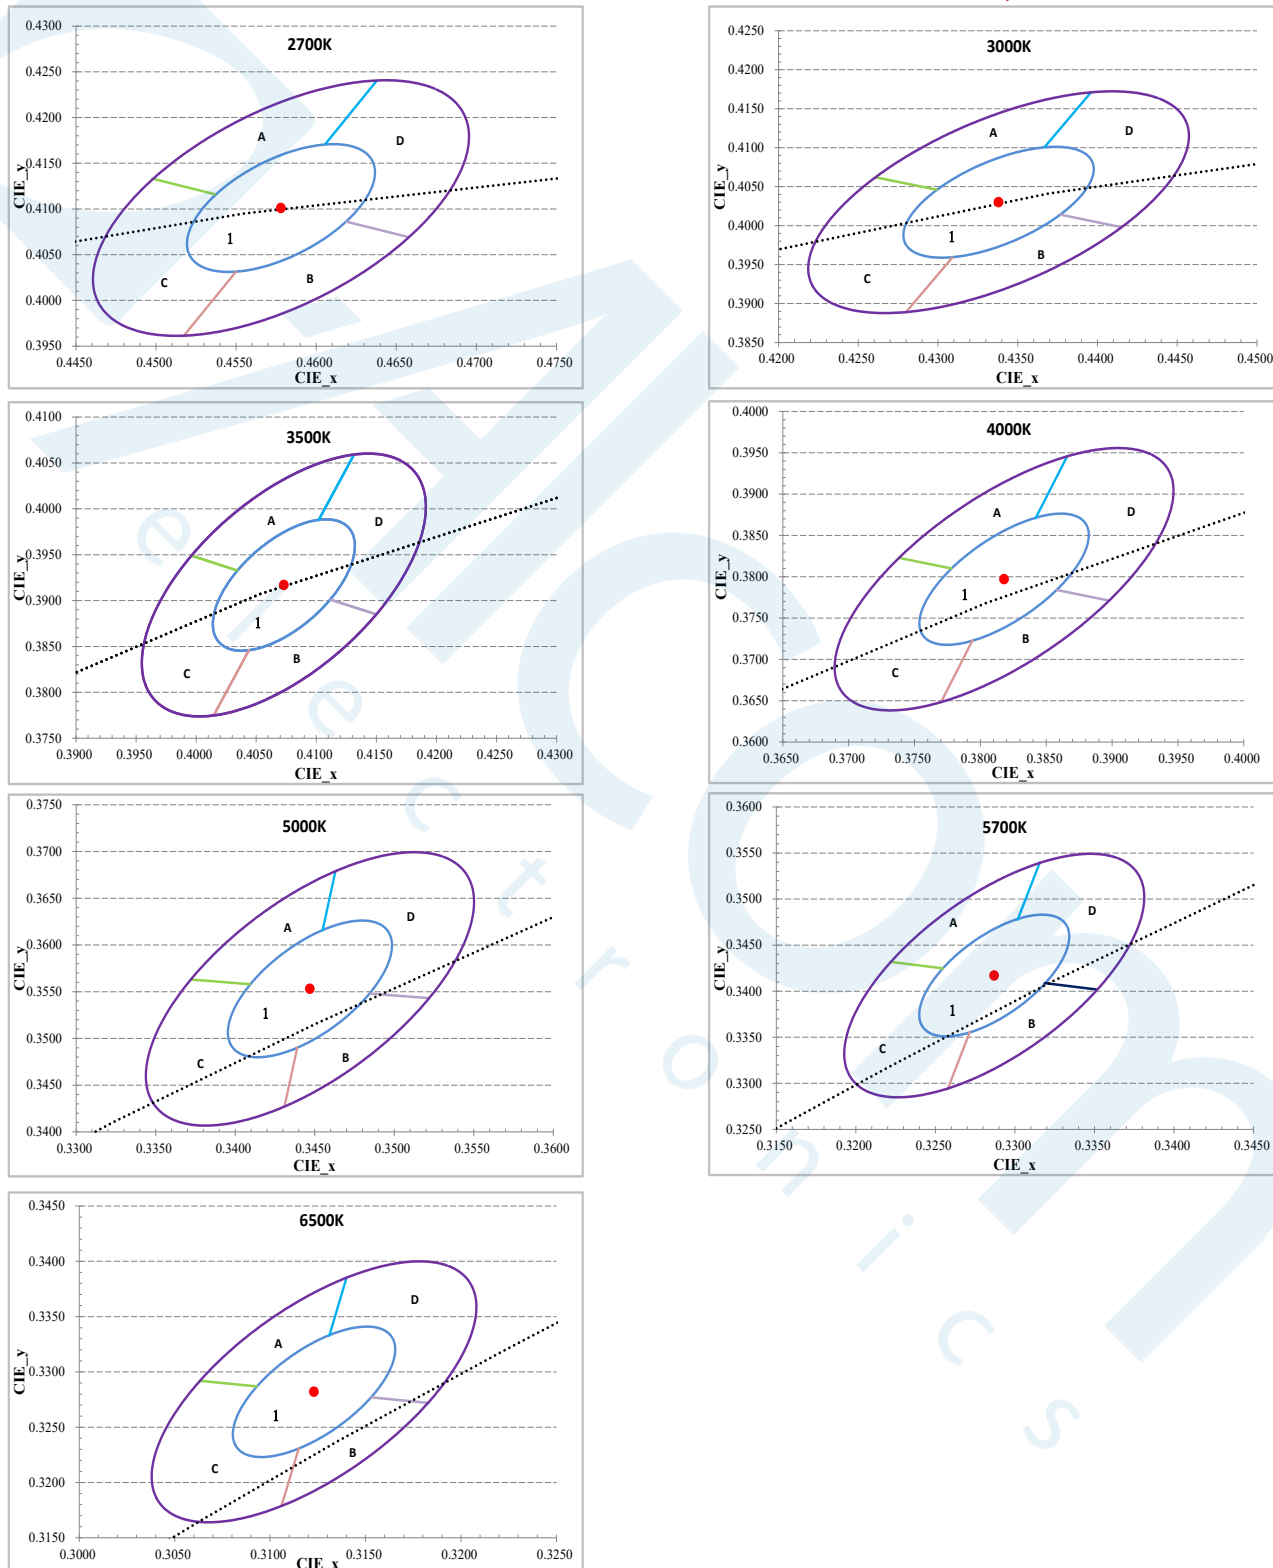 2700K
0.4300
0.4250
0.4200
0.4150
0.4100
0.4050
0.4000
0.3950
CIE_y
A
D
1
B
C
0.4450 0.4500 0.4550 0.4600 0.4650 0.4700 0.4750
CIE_x
3000K
0.4250
0.4200
0.4150
0.4100
0.4050
0.4000
0.3950
0.3900
0.3850
CIE_y
A
D
1
B
C
0.4200 0.4250 0.4300 0.4350 0.4400 0.4450 0.4500
CIE_x
3500K
0.4100
0.4050
0.4000
0.3950
0.3900
0.3850
0.3800
0.3750
CIE_y
A
D
1
B
C
0.3900 0.3950 0.4000 0.4050 0.4100 0.4150 0.4200 0.4250 0.4300
CIE_x
4000K
0.4000
0.3950
0.3900
0.3850
0.3800
0.3750
0.3700
0.3650
0.3600
CIE_y
A
D
1
B
C
0.3650 0.3700 0.3750 0.3800 0.3850 0.3900 0.3950 0.4000
CIE_x
5000K
0.3750
0.3700
0.3650
0.3600
0.3550
0.3500
0.3450
0.3400
CIE_y
A
D
1
B
C
0.3300 0.3350 0.3400 0.3450 0.3500 0.3550 0.3600
CIE_x
5700K
0.3600
0.3550
0.3500
0.3450
0.3400
0.3350
0.3300
0.3250
CIE_y
A
D
1
B
C
0.3150 0.3200 0.3250 0.3300 0.3350 0.3400 0.3450
CIE_x
6500K
0.3450
0.3400
0.3350
0.3300
0.3250
0.3200
0.3150
CIE_y
A
D
1
B
C
0.3000 0.3050 0.3100 0.3150 0.3200 0.3250
CIE_x
electronics